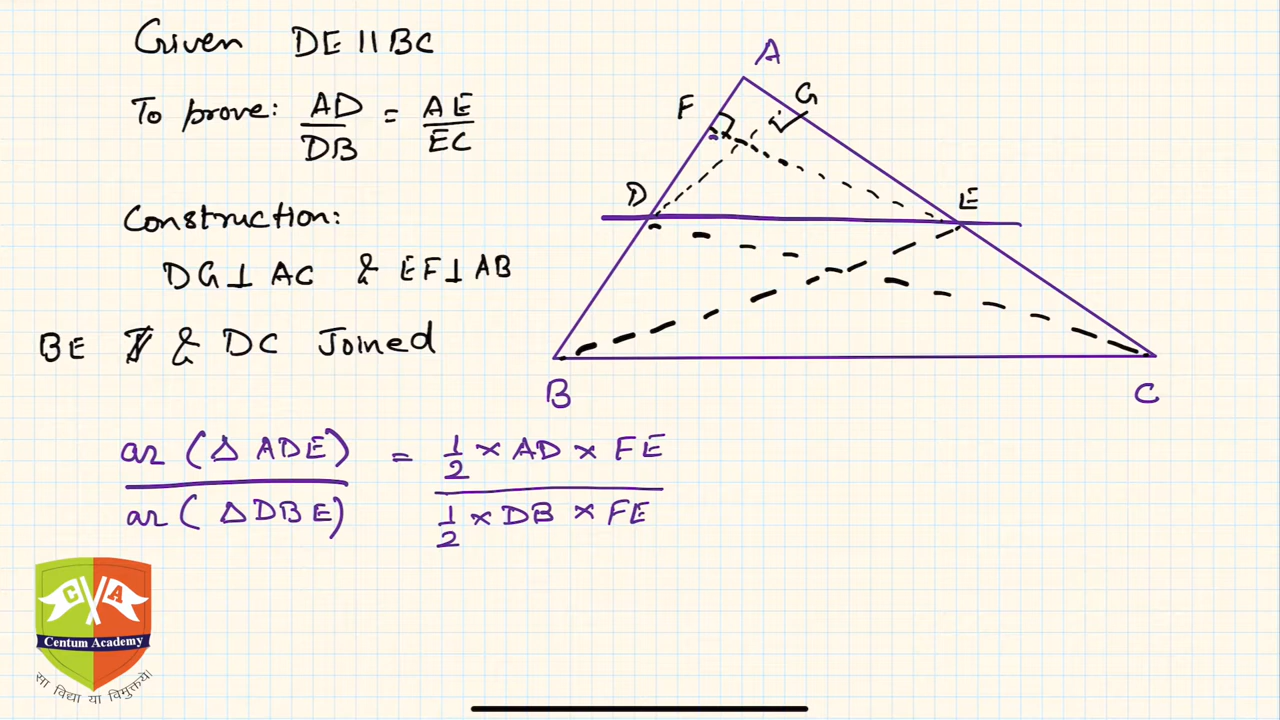 Given DE || BC
To prove: AD/DB = AE/EC
Construction:
DG ⊥ AC & EF ⊥ AB
BE & DC Joined
A
F
G
D
E
B
C
ar (Δ ADE) / ar (Δ DBE) = 1/2 × AD × FE / 1/2 × DB × FE
C A
Centum Academy
सा विद्या या विमुक्तये।